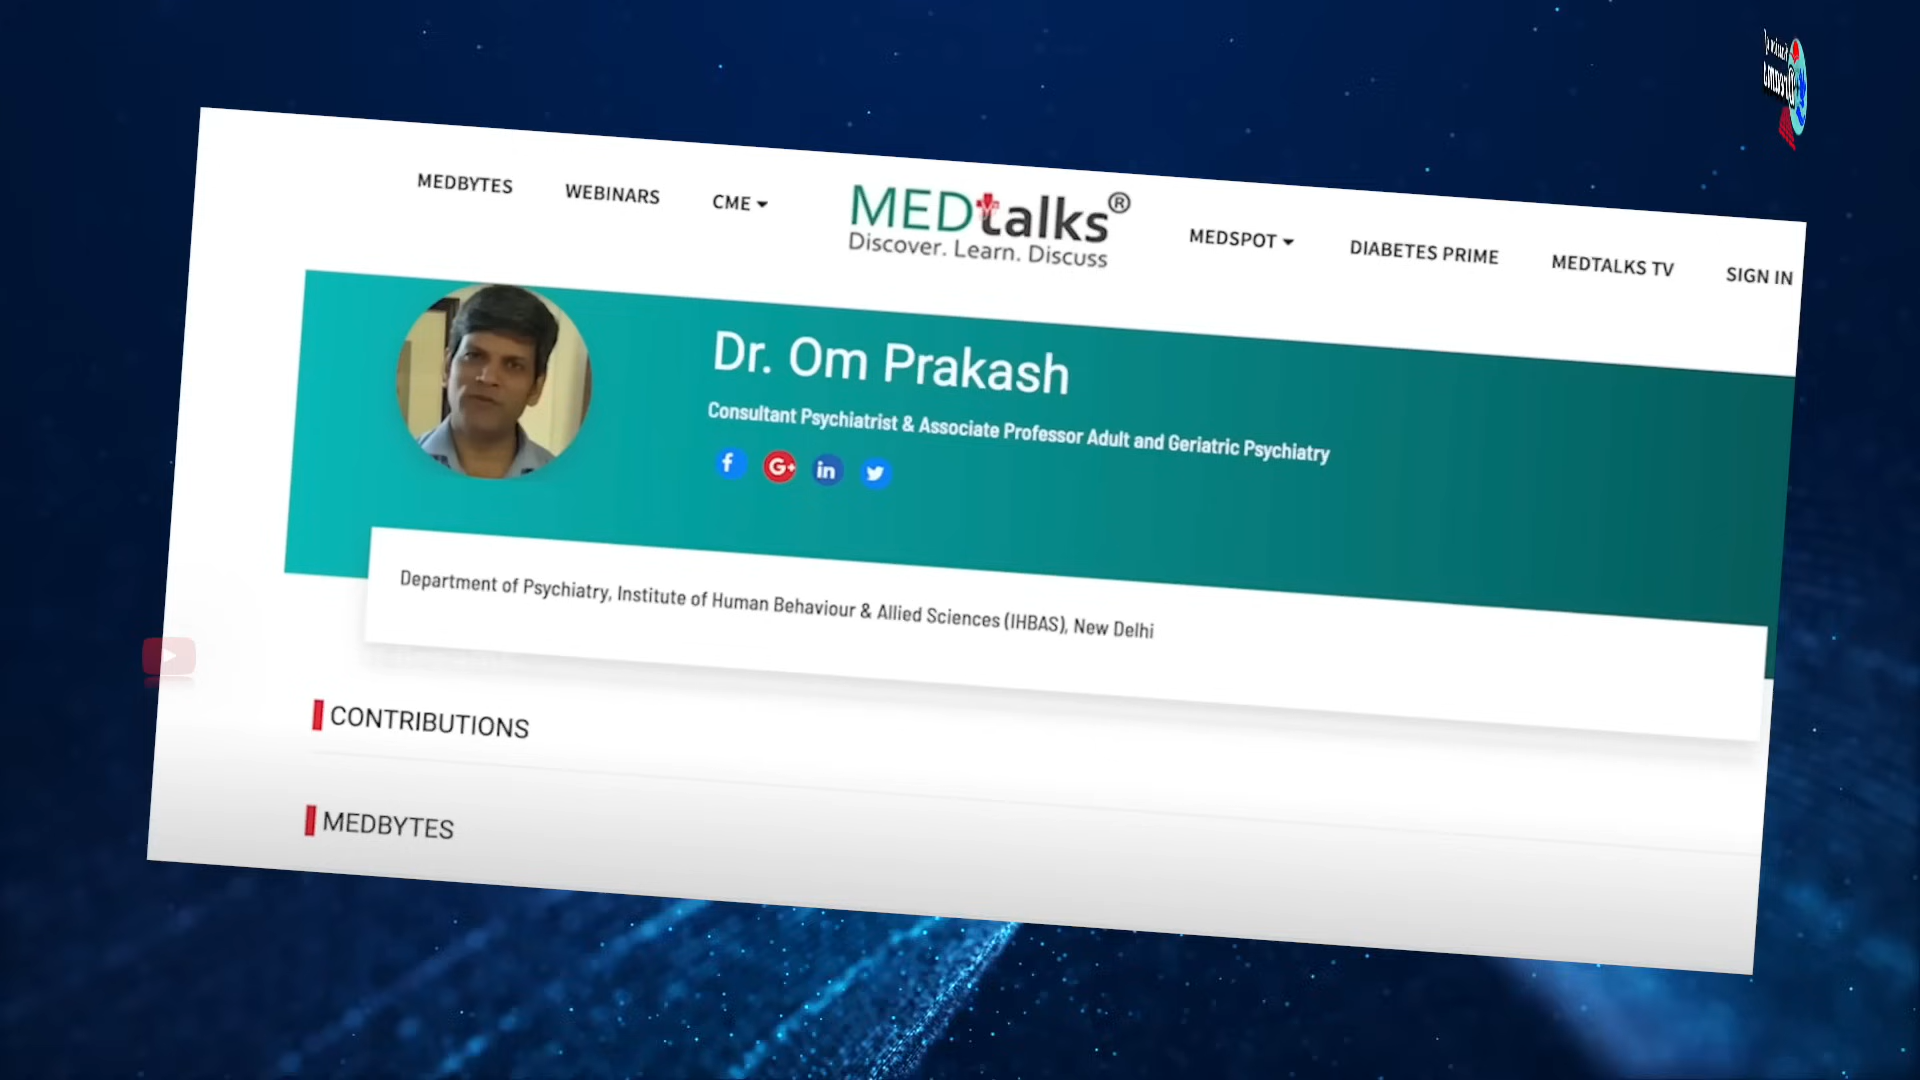 MEDBYTES
WEBINARS
CME
MEDtalks®
Discover. Learn. Discuss
MEDSPOT
DIABETES PRIME
MEDTALKS TV
SIGN IN
Dr. Om Prakash
Consultant Psychiatrist & Associate Professor Adult and Geriatric Psychiatry
f
G+
in
Department of Psychiatry, Institute of Human Behaviour & Allied Sciences (IHBAS), New Delhi
CONTRIBUTIONS
MEDBYTES